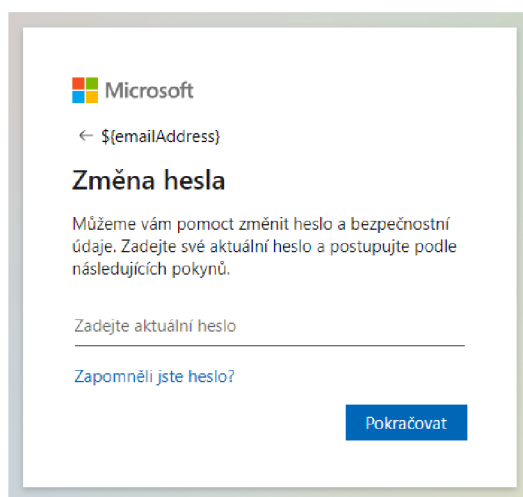 Microsoft
← ${emailAddress}
Změna hesla
Můžeme vám pomoct změnit heslo a bezpečnostní
údaje. Zadejte své aktuální heslo a postupujte podle
následujících pokynů.
Zadejte aktuální heslo
Zapomněli jste heslo?
Pokračovat